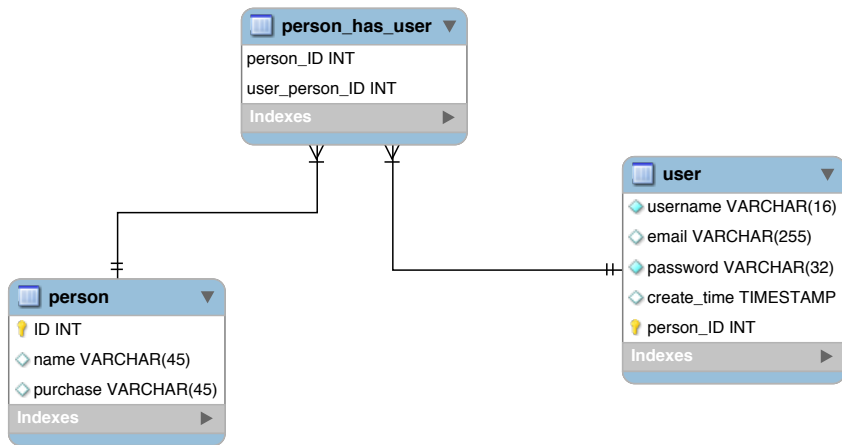 person_has_user
person_ID INT
user_person_ID INT
Indexes
user
username VARCHAR(16)
email VARCHAR(255)
password VARCHAR(32)
create_time TIMESTAMP
person_ID INT
Indexes
person
ID INT
name VARCHAR(45)
purchase VARCHAR(45)
Indexes